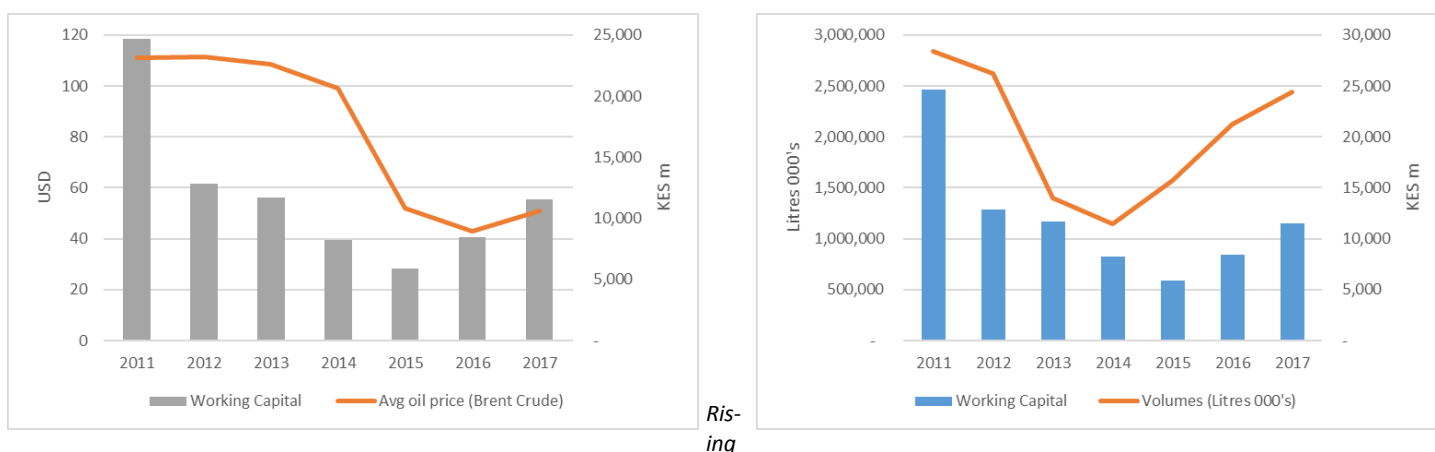 120
100
80
60
40
20
0
USD
25,000
20,000
15,000
10,000
5,000
-
KES m
2011 2012 2013 2014 2015 2016 2017
Working Capital Avg oil price (Brent Crude)
Ris-
ing
3,000,000
2,500,000
2,000,000
1,500,000
1,000,000
500,000
-
Litres 000's
30,000
25,000
20,000
15,000
10,000
5,000
-
KES m
2011 2012 2013 2014 2015 2016 2017
Working Capital Volumes (Litres 000's)